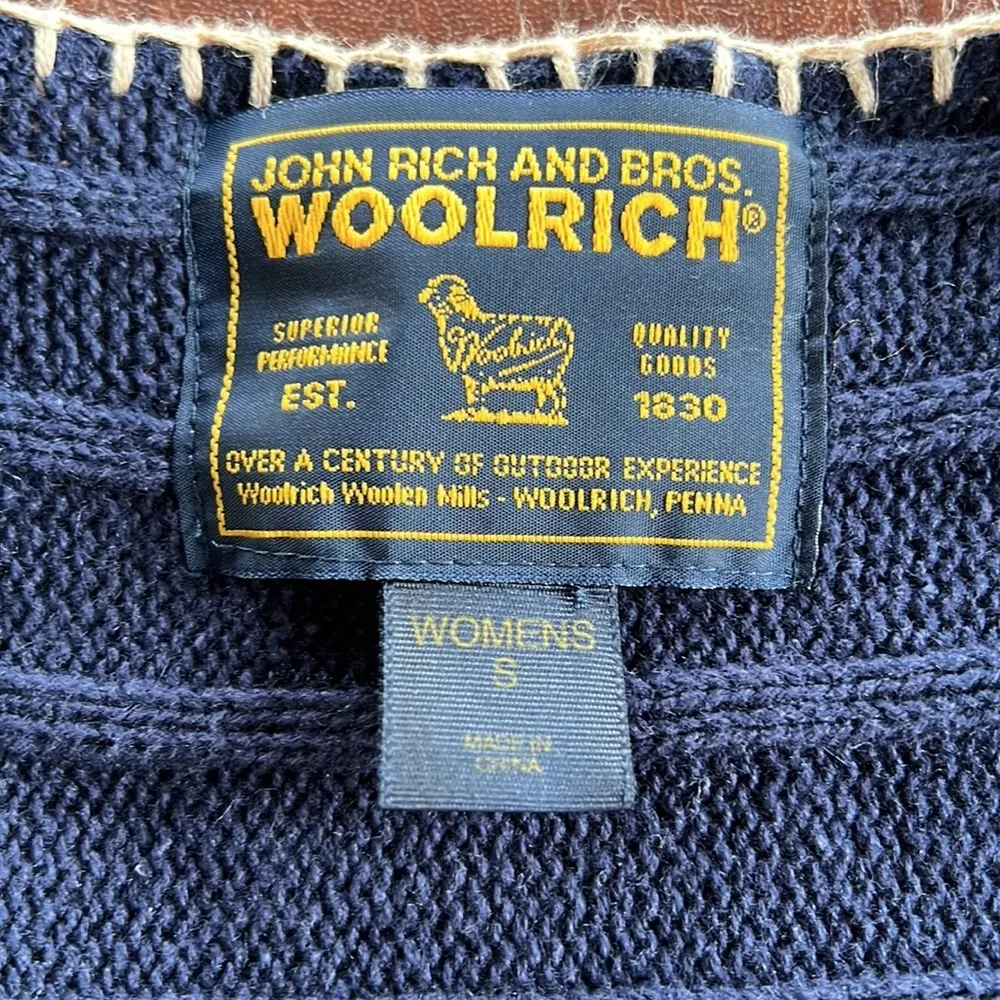 JOHN RICH AND BROS.
WOOLRICH®
SUPERIOR
PERFORMANCE
EST.
Woolrich
QUALITY
GOODS
1830
OVER A CENTURY OF OUTDOOR EXPERIENCE
Woolrich Woolen Mills - WOOLRICH, PENNA
WOMENS
S
MADE IN
CHINA